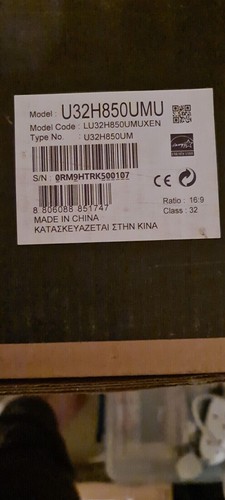 Model : U32H850UMU
Model Code : LU32H850UMUXEN
Type No. : U32H850UM
S/N : 0RM9HTRK500107
8 806088 851747
Ratio : 16:9
Class : 32
MADE IN CHINA
ΚΑΤΑΣΚΕΥΑΖΕΤΑΙ ΣΤΗΝ ΚΙΝΑ